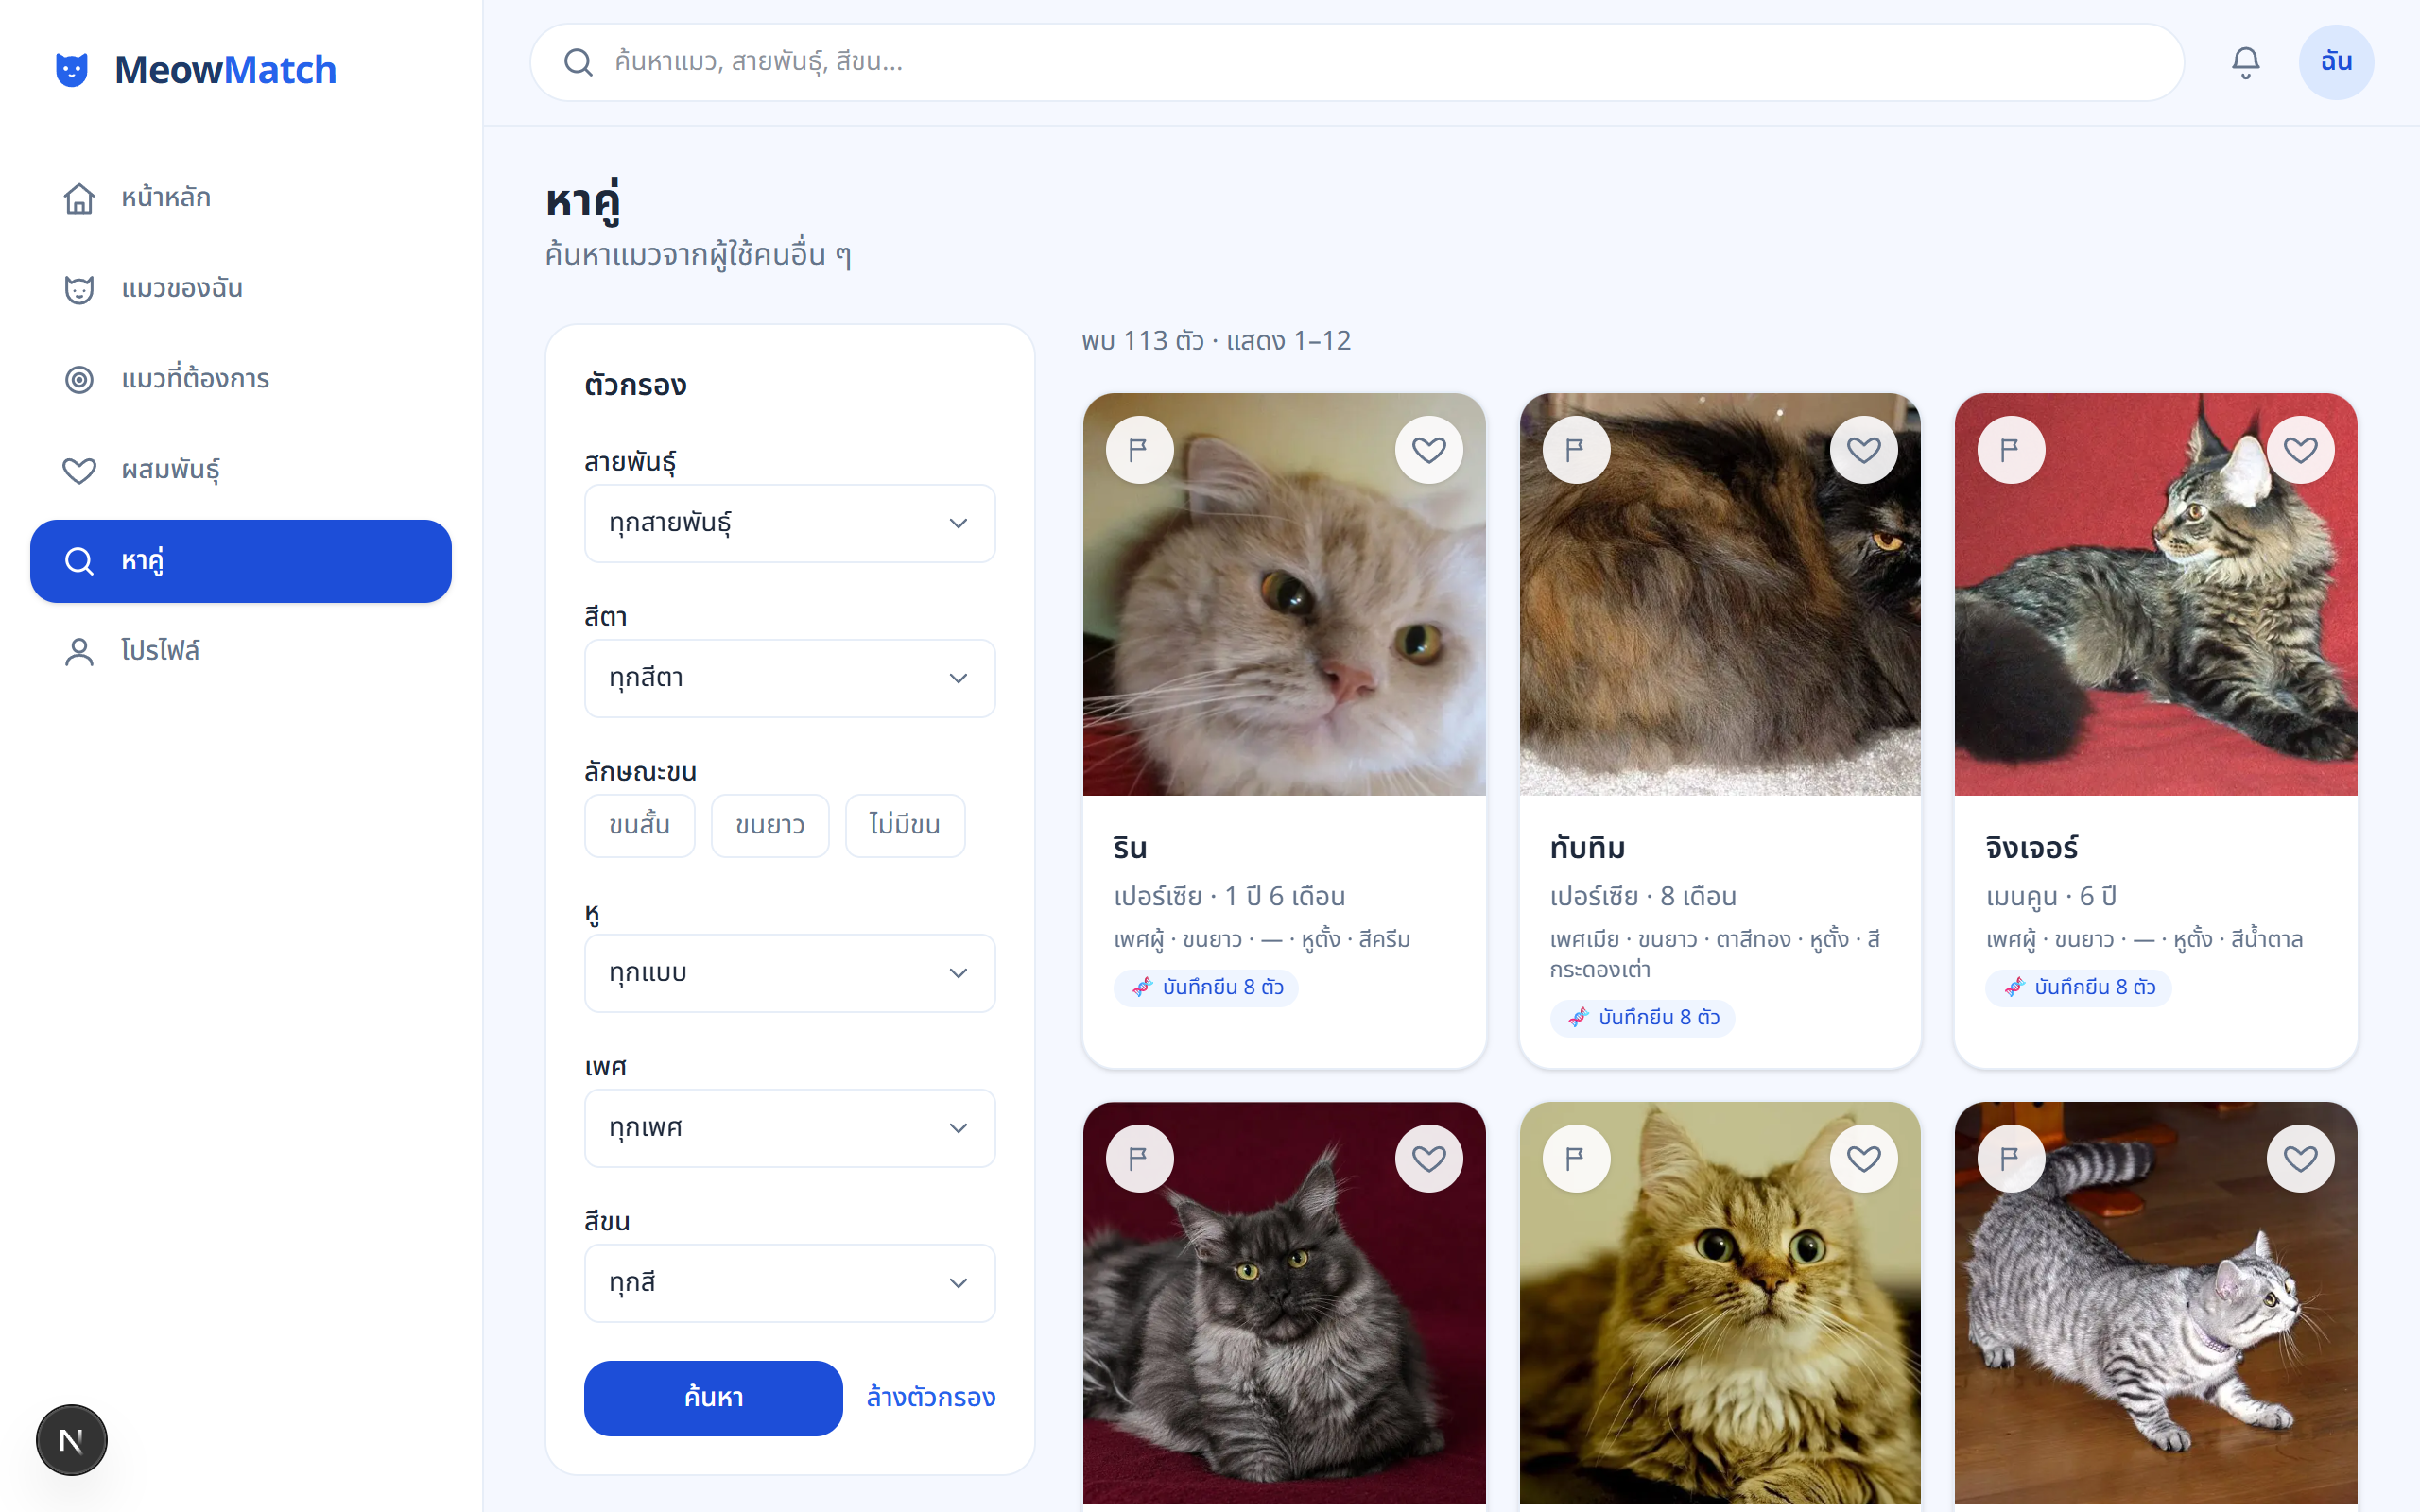 MeowMatch
หน้าหลัก
แมวของฉัน
แมวที่ต้องการ
ผสมพันธุ์
หาคู่
โปรไฟล์
N
ค้นหาแมว, สายพันธุ์, สีขน...
ฉัน
หาคู่
ค้นหาแมวจากผู้ใช้คนอื่น ๆ
ตัวกรอง
สายพันธุ์
ทุกสายพันธุ์
สีตา
ทุกสีตา
ลักษณะขน
ขนสั้น
ขนยาว
ไม่มีขน
หู
ทุกแบบ
เพศ
ทุกเพศ
สีขน
ทุกสี
ค้นหา
ล้างตัวกรอง
พบ 113 ตัว · แสดง 1–12
ริน
เปอร์เซีย · 1 ปี 6 เดือน
เพศผู้ · ขนยาว · — · หูตั้ง · สีครีม
บันทึกยีน 8 ตัว
ทับทิม
เปอร์เซีย · 8 เดือน
เพศเมีย · ขนยาว · ตาสีทอง · หูตั้ง · สี
กระดองเต่า
บันทึกยีน 8 ตัว
จิงเจอร์
เมนคูน · 6 ปี
เพศผู้ · ขนยาว · — · หูตั้ง · สีน้ำตาล
บันทึกยีน 8 ตัว